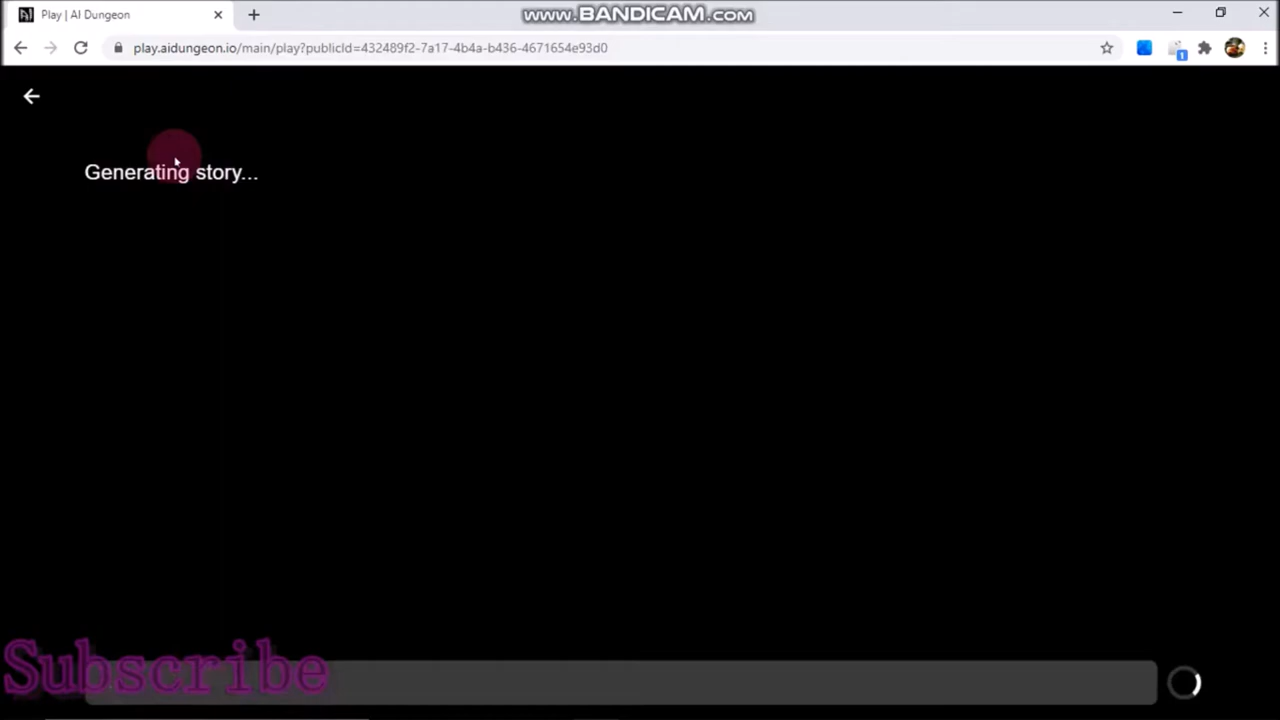 Play | AI Dungeon
www.BANDICAM.com
play.aidungeon.io/main/play?publicId=432489f2-7a17-4b4a-b436-4671654e93d0
1
Generating story...
Subscribe